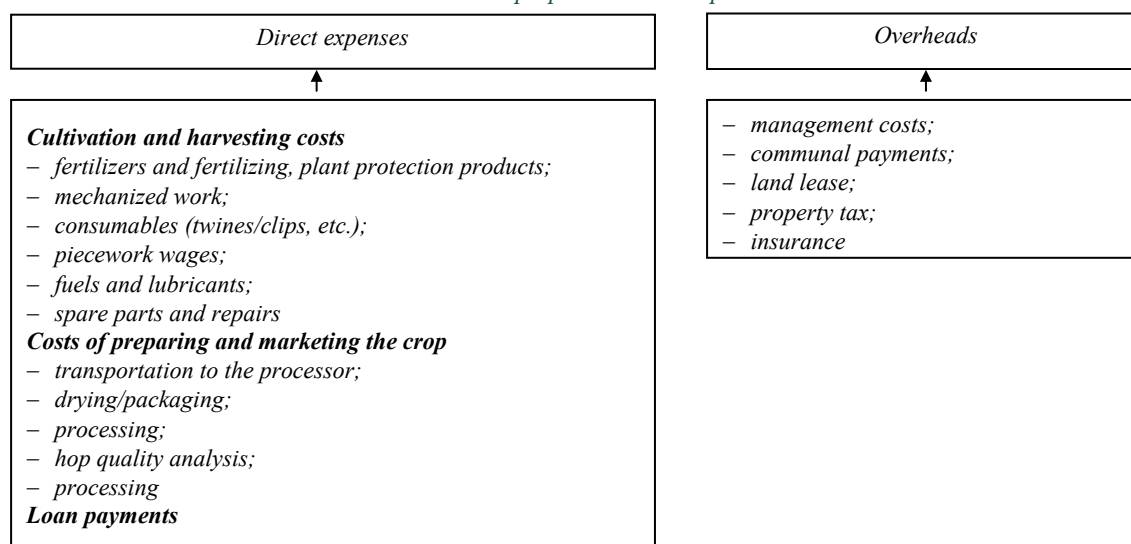 Direct expenses
Overheads
Cultivation and harvesting costs
– fertilizers and fertilizing, plant protection products;
– mechanized work;
– consumables (twines/clips, etc.);
– piecework wages;
– fuels and lubricants;
– spare parts and repairs
Costs of preparing and marketing the crop
– transportation to the processor;
– drying/packaging;
– processing;
– hop quality analysis;
– processing
Loan payments
– management costs;
– communal payments;
– land lease;
– property tax;
– insurance